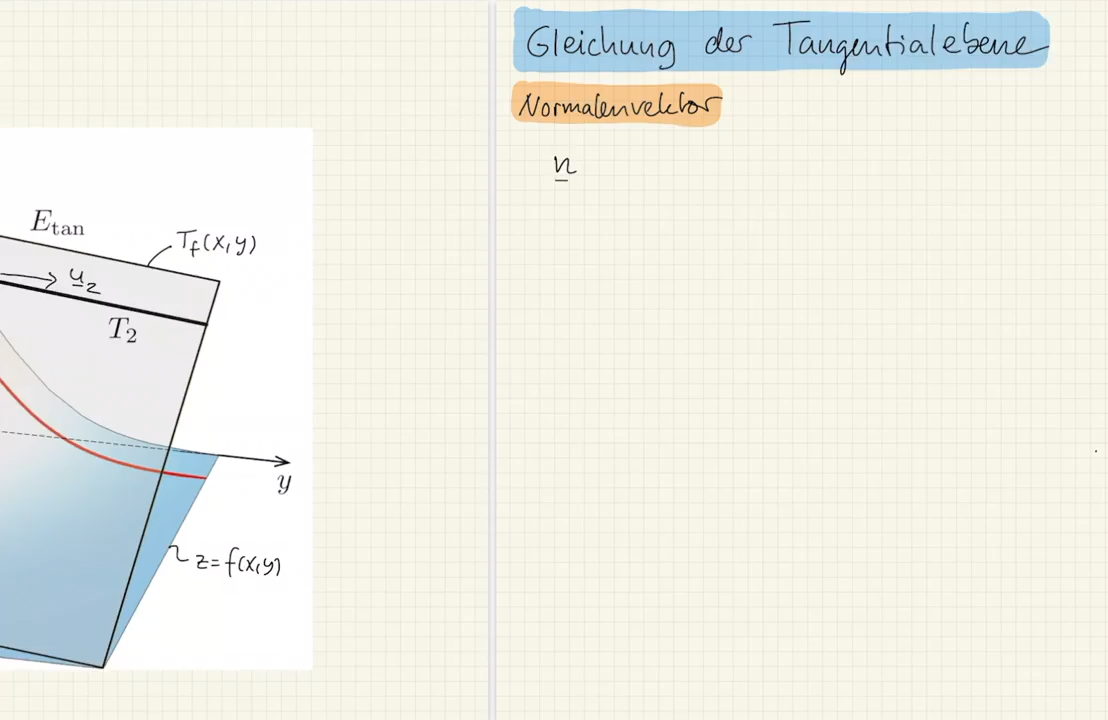 Gleichung der Tangentialebene
Normalenvektor
n
E_tan
T_f(x,y)
u_2
T_2
y
z=f(x,y)